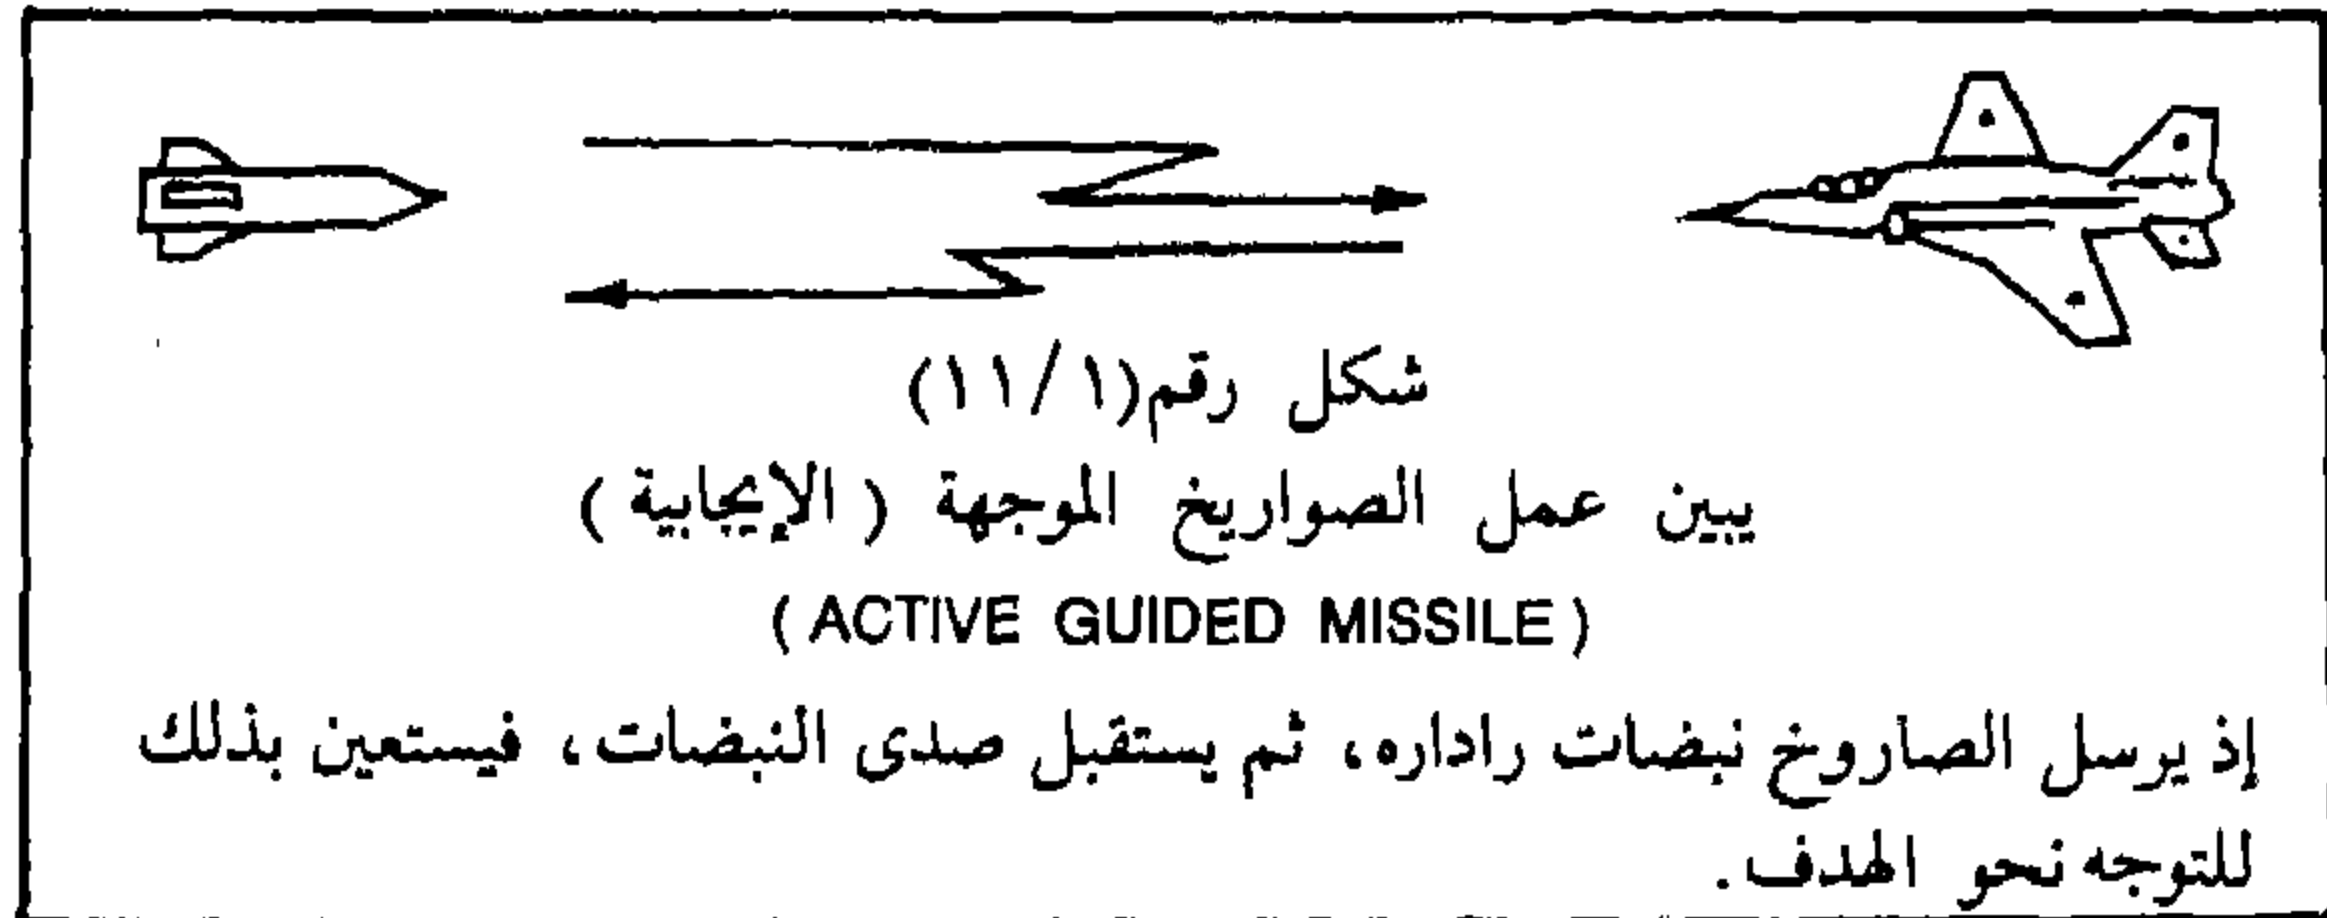 شكل رقم(١١/١)
يبين عمل الصواريخ الموجهة ( الإيجابية )
( ACTIVE GUIDED MISSILE )
إذ يرسل الصاروخ نبضات راداره، ثم يستقبل صدى النبضات، فيستعين بذلك
للتوجه نحو الهدف.